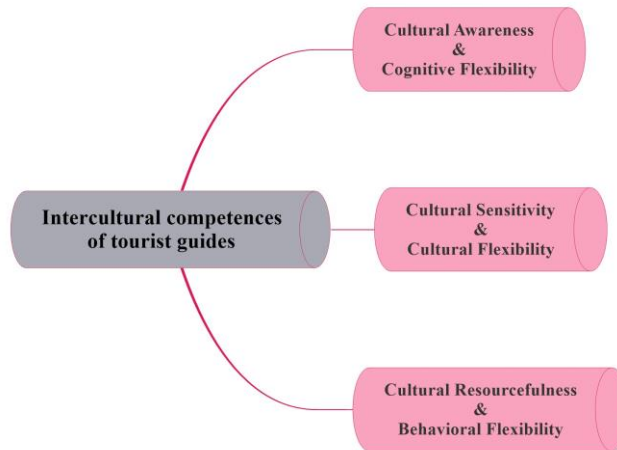 Cultural Awareness
&
Cognitive Flexibility
Intercultural competences
of tourist guides
Cultural Sensitivity
&
Cultural Flexibility
Cultural Resourcefulness
&
Behavioral Flexibility